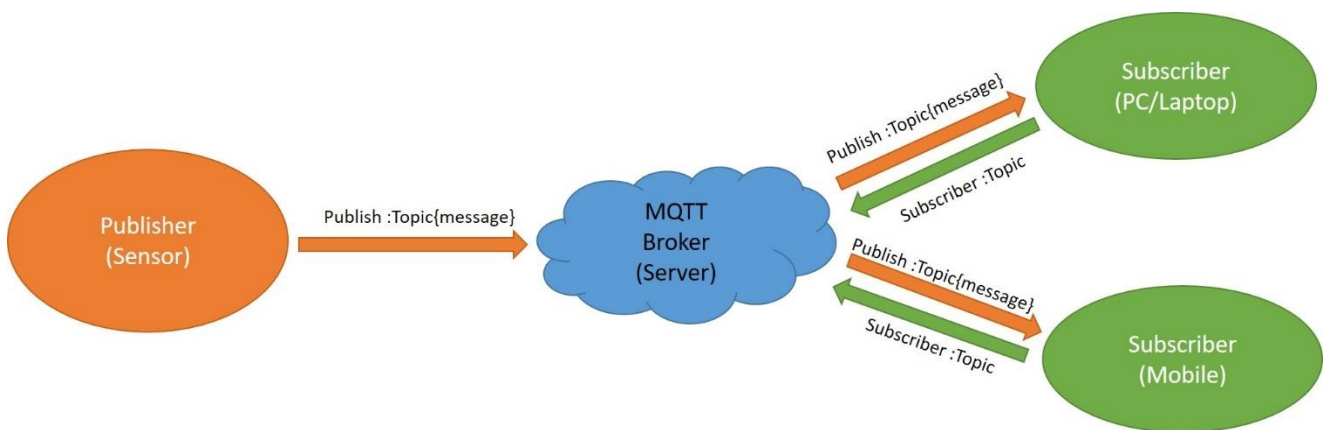 Publisher
(Sensor)
Publish :Topic{message}
MQTT
Broker
(Server)
Publish :Topic{message}
Subscriber :Topic
Subscriber
(PC/Laptop)
Publish :Topic{message}
Subscriber :Topic
Subscriber
(Mobile)